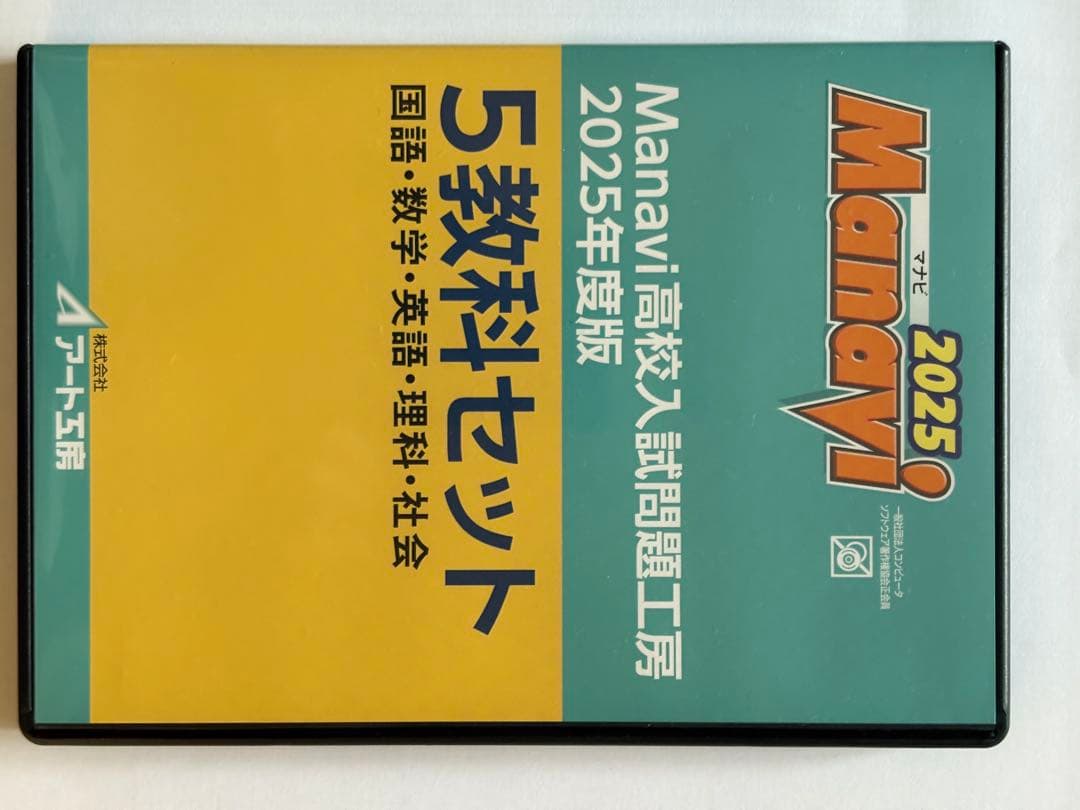 2025
Manavi!
マナビ
一般社団法人コンピュータ
ソフトウェア著作権協会正会員
Manavi高校入試問題工房
2025年度版
5教科セット
国語・数学・英語・理科・社会
株式会社
アート工房